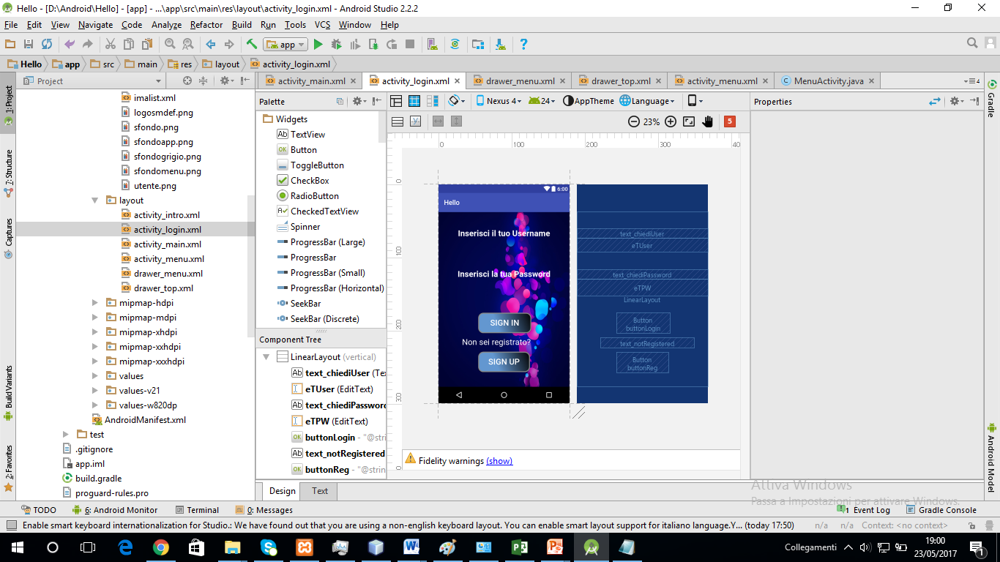 Hello - [D:\Android\Hello] - [app] - ...\app\src\main\res\layout\activity_login.xml - Android Studio 2.2.2
File Edit View Navigate Code Analyze Refactor Build Run Tools VCS Window Help
app
Hello app src main res layout activity_login.xml
Project
activity_main.xml activity_login.xml drawer_menu.xml drawer_top.xml activity_menu.xml MenuActivity.java 4
1: Project
7: Structure
Captures
Build Variants
2: Favorites
imalist.xml
logosmdef.png
sfondo.png
sfondoapp.png
sfondogrigio.png
sfondomenu.png
utente.png
layout
activity_intro.xml
activity_login.xml
activity_main.xml
activity_menu.xml
drawer_menu.xml
drawer_top.xml
mipmap-hdpi
mipmap-mdpi
mipmap-xhdpi
mipmap-xxhdpi
mipmap-xxxhdpi
values
values-v21
values-w820dp
AndroidManifest.xml
test
.gitignore
app.iml
build.gradle
proguard-rules.pro
Palette
Widgets
Ab TextView
OK Button
ToggleButton
CheckBox
RadioButton
CheckedTextView
Spinner
ProgressBar (Large)
ProgressBar
ProgressBar (Small)
ProgressBar (Horizontal)
SeekBar
SeekBar (Discrete)
Component Tree
LinearLayout (vertical)
Ab text_chiediUser (Te
eTUser (EditText)
Ab text_chiediPassword
eTPW (EditText)
OK buttonLogin - "@strin
Ab text_notRegistered
OK buttonReg - "@strin
Nexus 4 24 AppTheme Language
23% 5
0 100 200 300 40
0
100
200
300
0
6:00
Hello
Inserisci il tuo Username
Inserisci la tua Password
SIGN IN
Non sei registrato?
SIGN UP
text_chiediUser
eTUser
text_chiediPassword
eTPW
LinearLayout
Button
buttonLogin
text_notRegistered
Button
buttonReg
Fidelity warnings (show)
Design Text
Properties
Gradle
Android Model
Attiva Windows
Passa a Impostazioni per attivare Windows.
TODO 6: Android Monitor Terminal 0: Messages 1 Event Log Gradle Console
Enable smart keyboard internationalization for Studio.: We have found out that you are using a non-english keyboard layout. You can enable smart layout support for italiano language.Y... (today 17:50) n/a n/a Context: <no context>
Collegamenti 19:00
23/05/2017
1